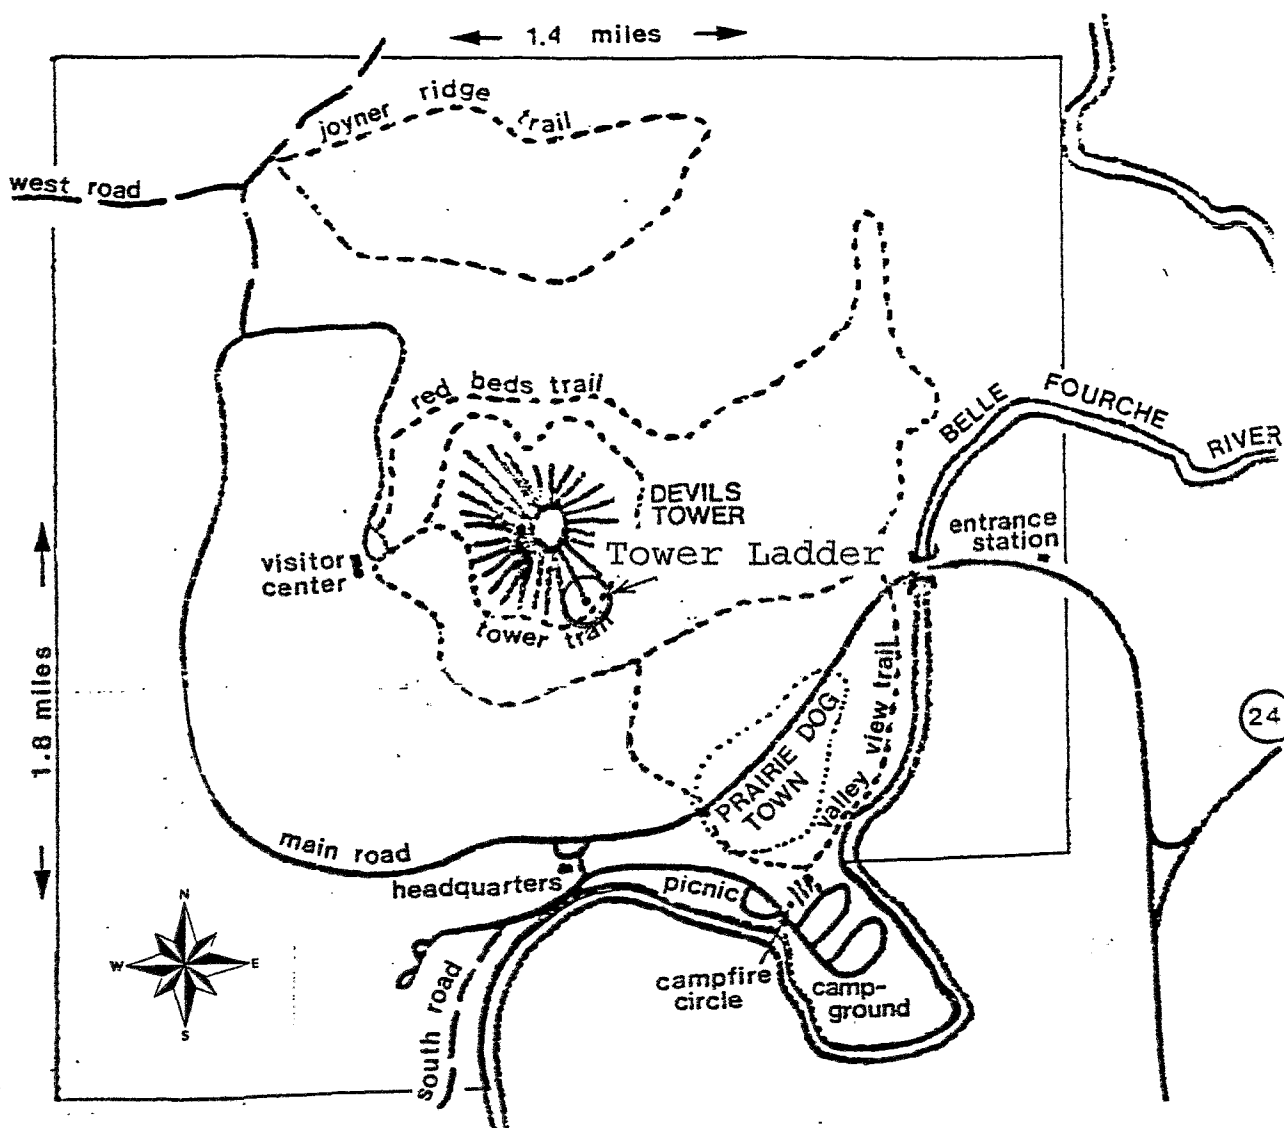 1.4 miles
joyner ridge trail
west road
red beds trail
BELLE FOURCHE RIVER
DEVILS
TOWER
entrance
station
Tower Ladder
visitor
center
tower trail
1.8 miles
view trail
valley
PRAIRIE DOG
TOWN
24
main road
headquarters
picnic
N
W
E
S
campfire
circle
camp-
ground
south road